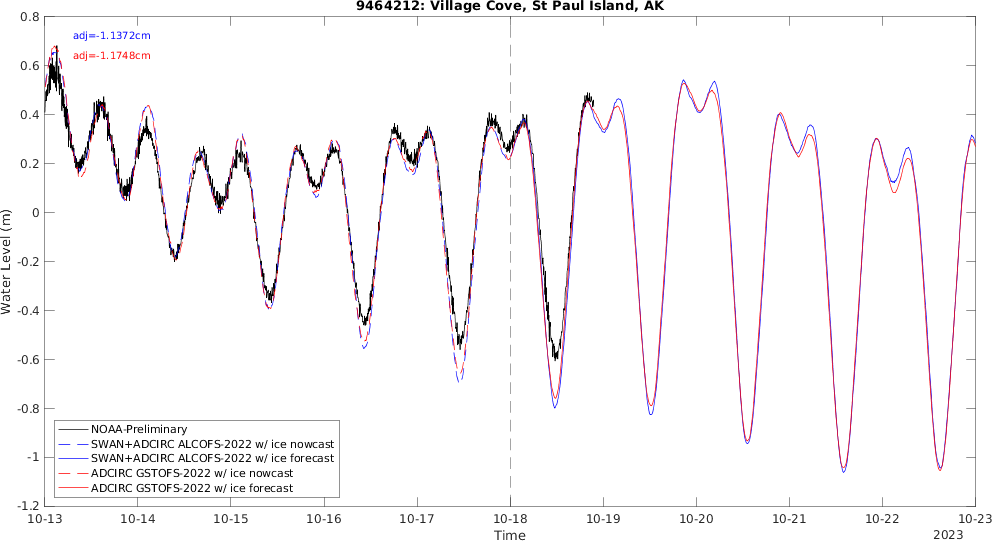 9464212: Village Cove, St Paul Island, AK
adj=-1.1372cm
adj=-1.1748cm
Water Level (m)
0.8
0.6
0.4
0.2
0
-0.2
-0.4
-0.6
-0.8
-1
-1.2
NOAA-Preliminary
SWAN+ADCIRC ALCOFS-2022 w/ ice nowcast
SWAN+ADCIRC ALCOFS-2022 w/ ice forecast
ADCIRC GSTOFS-2022 w/ ice nowcast
ADCIRC GSTOFS-2022 w/ ice forecast
10-13 10-14 10-15 10-16 10-17 10-18 10-19 10-20 10-21 10-22 10-23
Time
2023